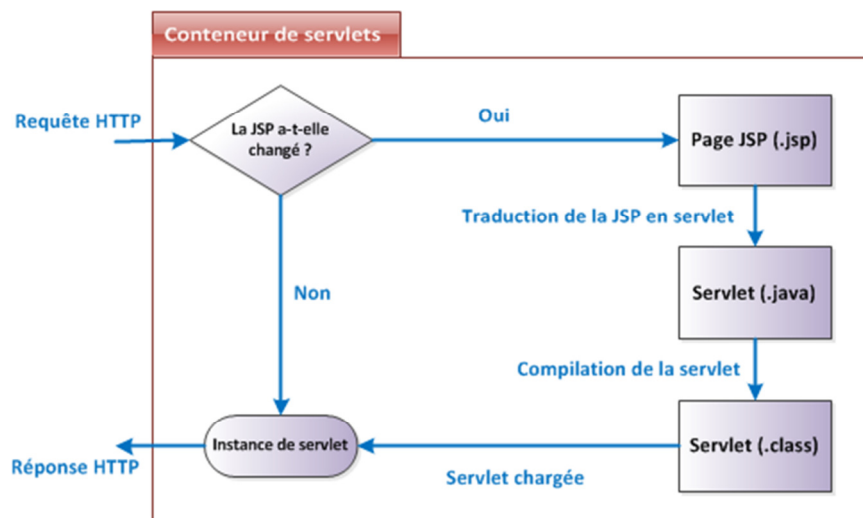 Conteneur de servlets
Requête HTTP
La JSP a-t-elle
changé ?
Oui
Page JSP (.jsp)
Traduction de la JSP en servlet
Non
Servlet (.java)
Compilation de la servlet
Instance de servlet
Servlet (.class)
Réponse HTTP
Servlet chargée